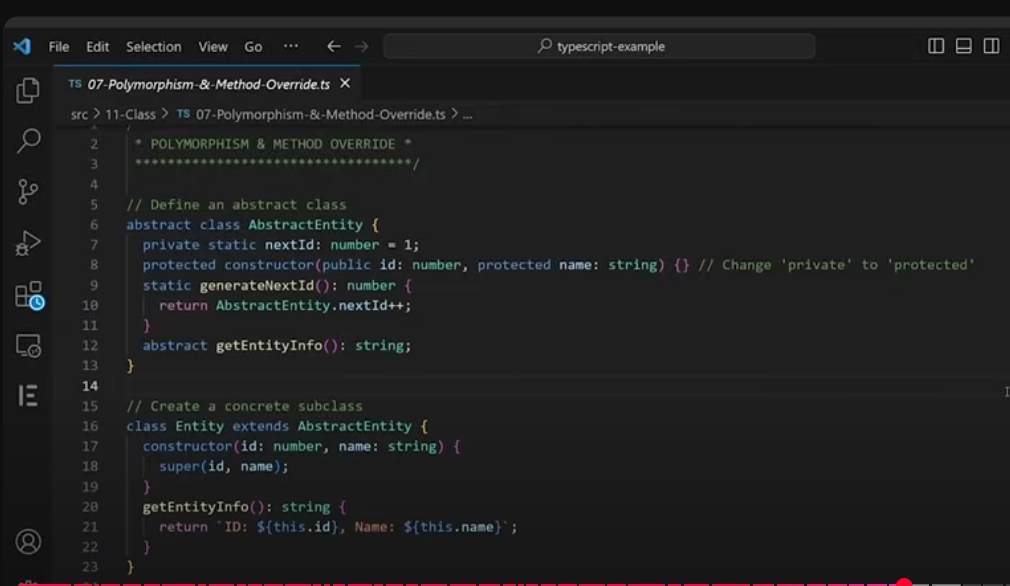 File Edit Selection View Go ··· typescript-example
TS 07-Polymorphism-&-Method-Override.ts
src > 11-Class > TS 07-Polymorphism-&-Method-Override.ts > ...
2 * POLYMORPHISM & METHOD OVERRIDE *
3 **********************************/
4
5 // Define an abstract class
6 abstract class AbstractEntity {
7 private static nextId: number = 1;
8 protected constructor(public id: number, protected name: string) {} // Change 'private' to 'protected'
9 static generateNextId(): number {
10 return AbstractEntity.nextId++;
11 }
12 abstract getEntityInfo(): string;
13 }
14
15 // Create a concrete subclass
16 class Entity extends AbstractEntity {
17 constructor(id: number, name: string) {
18 super(id, name);
19 }
20 getEntityInfo(): string {
21 return `ID: ${this.id}, Name: ${this.name}`;
22 }
23 }